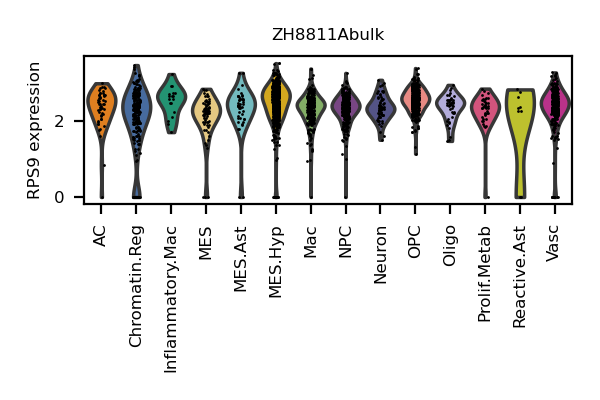 ZH8811Abulk
RPS9 expression
2
0
AC
Chromatin.Reg
Inflammatory.Mac
MES
MES.Ast
MES.Hyp
Mac
NPC
Neuron
OPC
Oligo
Prolif.Metab
Reactive.Ast
Vasc